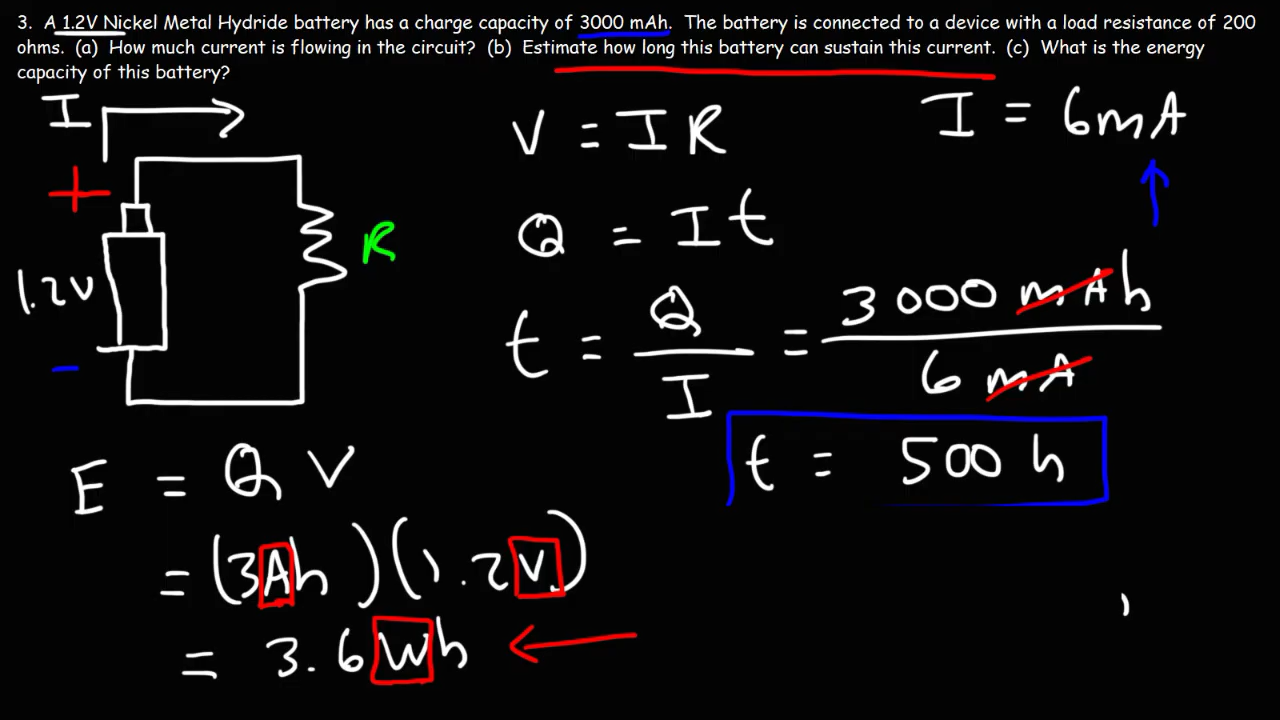 3. A 1.2V Nickel Metal Hydride battery has a charge capacity of 3000 mAh. The battery is connected to a device with a load resistance of 200
ohms. (a) How much current is flowing in the circuit? (b) Estimate how long this battery can sustain this current. (c) What is the energy
capacity of this battery?
I
+
1.2V
-
R
V = IR
I = 6mA
Q = It
t = Q/I = 3000 mAh / 6 mA
t = 500 h
E = QV
= (3Ah)(1.2V)
= 3.6 Wh